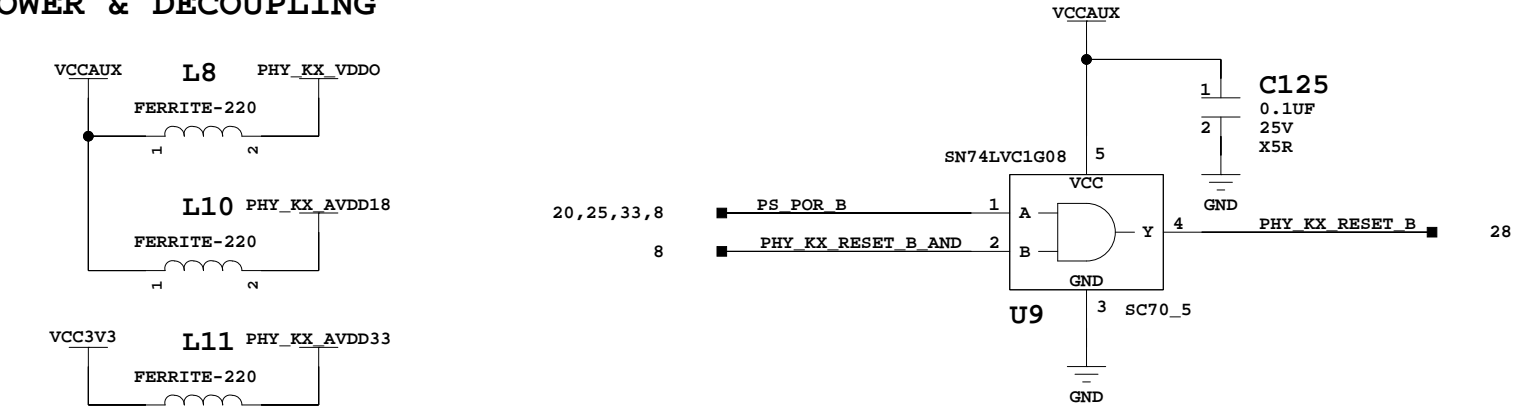 OWER & DECOUPLING
VCCAUX
L8
PHY_KX_VDDO
FERRITE-220
1
2
L10
PHY_KX_AVDD18
FERRITE-220
1
2
VCC3V3
L11
PHY_KX_AVDD33
FERRITE-220
VCCAUX
1
2
C125
0.1UF
25V
X5R
GND
SN74LVC1G08
5
VCC
20,25,33,8
PS_POR_B
1
A
8
PHY_KX_RESET_B_AND
2
B
Y
4
PHY_KX_RESET_B
28
GND
U9
3
SC70_5
GND